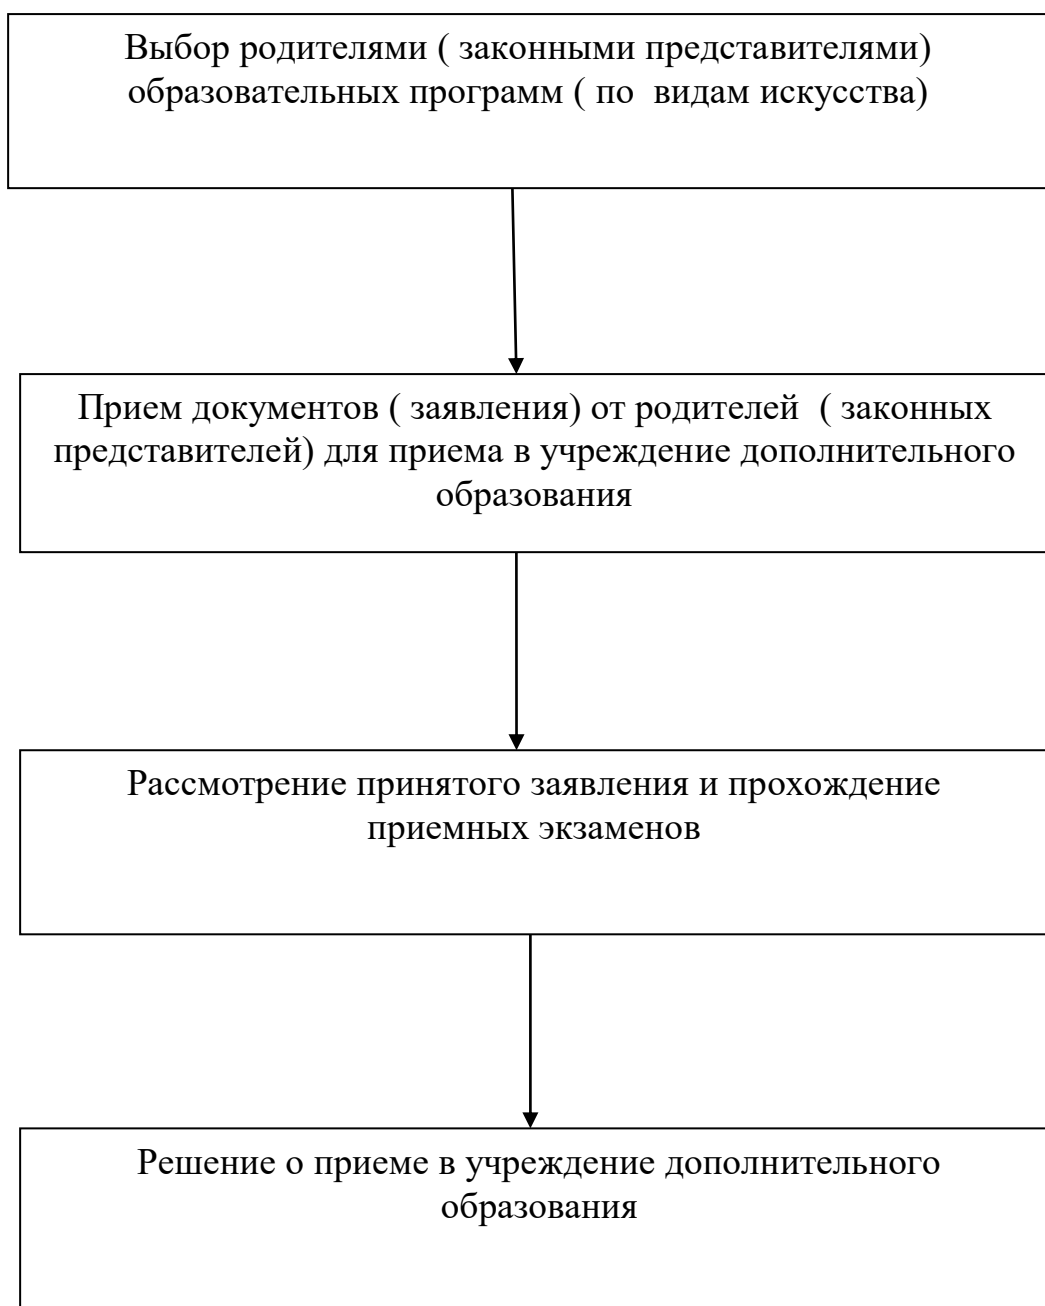 Выбор родителями ( законными представителями)
образовательных программ ( по  видам искусства)
Прием документов ( заявления) от родителей  ( законных
представителей) для приема в учреждение дополнительного
образования
Рассмотрение принятого заявления и прохождение
приемных экзаменов
Решение о приеме в учреждение дополнительного
образования